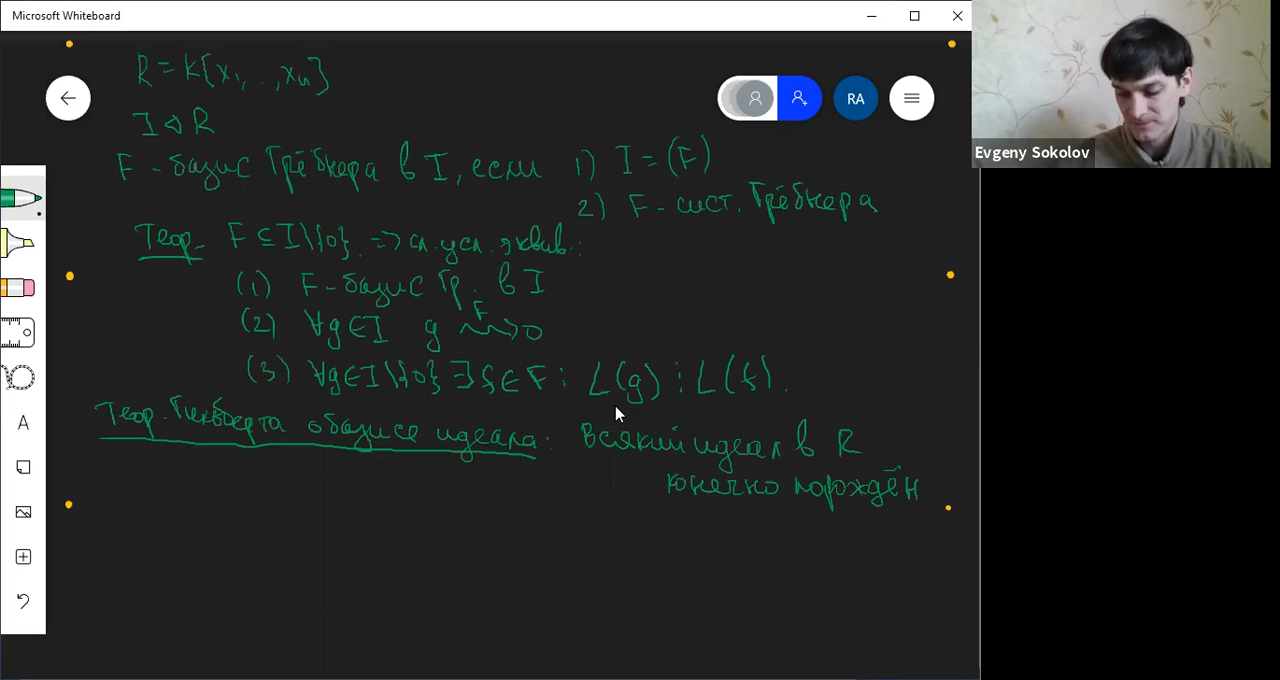 Microsoft Whiteboard
R = K[x₁, .., xₙ]
I ⊲ R
F - базис Грёбнера в I, если 1) I = (F)
2) F - сист. Грёбнера
Теор. F ⊆ I\{0}. => сл. усл. эквив.:
(1) F - базис Гр. в I
(2) ∀g∈I g ⇝ᶠ 0
(3) ∀g∈I\{0} ∃f∈F : L(g) ⋮ L(f).
Теор. Гильберта о базисе идеала: Всякий идеал в R
конечно порождён
RA
Evgeny Sokolov
A